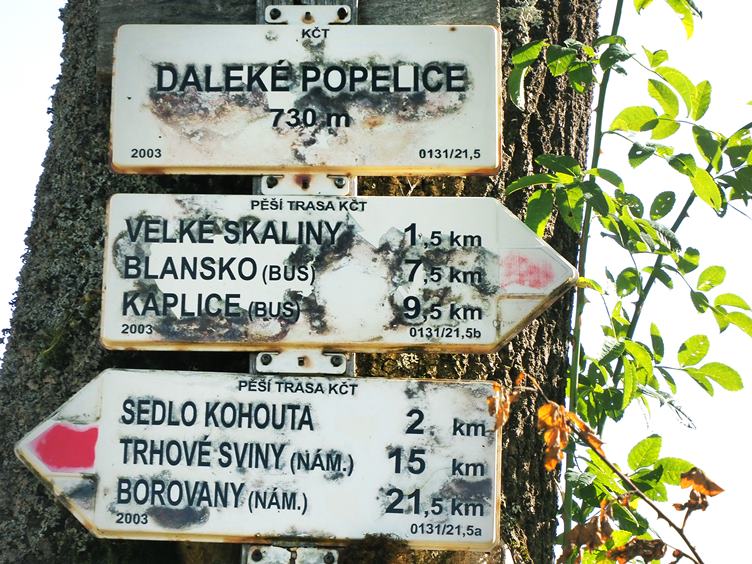 KČT
DALEKÉ POPELICE
730 m
2003 0131/21,5
PĚŠÍ TRASA KČT
VELKÉ SKALINY 1,5 km
BLANSKO (BUS) 7,5 km
KAPLICE (BUS) 9,5 km
2003 0131/21,5b
PĚŠÍ TRASA KČT
SEDLO KOHOUTA 2 km
TRHOVÉ SVINY (NÁM.) 15 km
BOROVANY (NÁM.) 21,5 km
2003 0131/21,5a